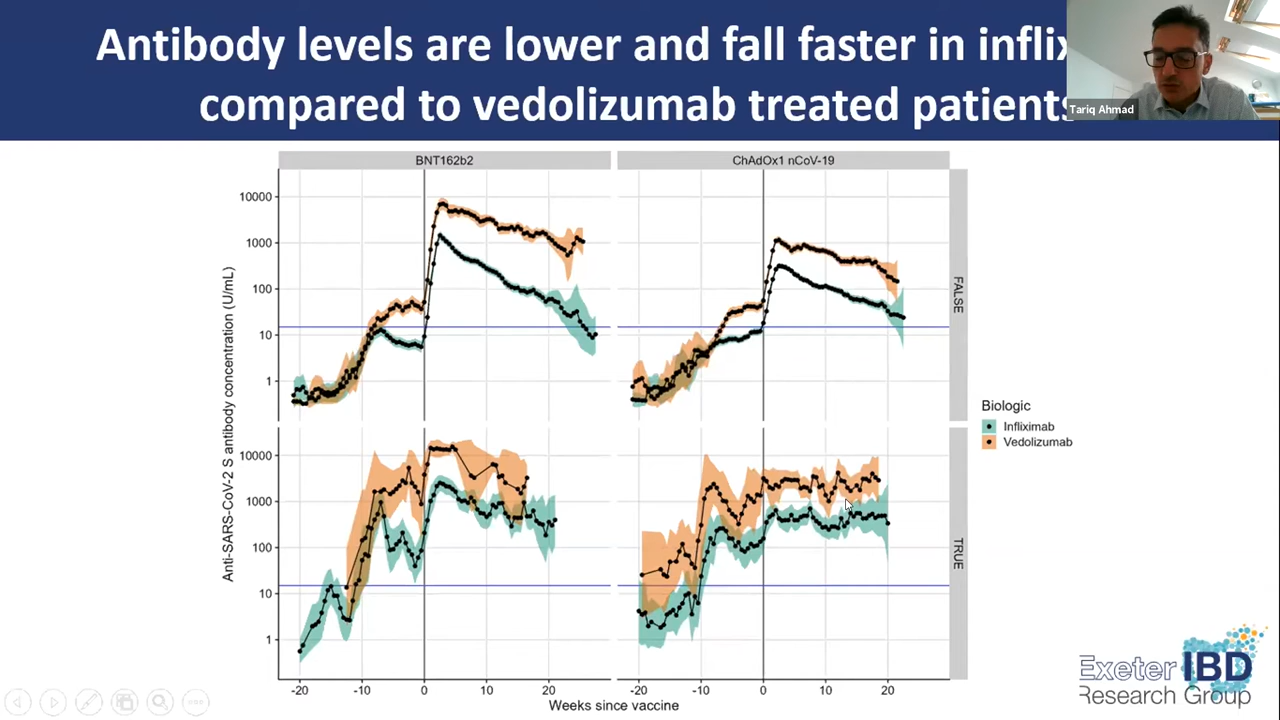 Antibody levels are lower and fall faster in inflix
compared to vedolizumab treated patients
Tariq Ahmad
BNT162b2
ChAdOx1 nCoV-19
Anti-SARS-CoV-2 S antibody concentration (U/mL)
10000
1000
100
10
1
FALSE
10000
1000
100
10
1
TRUE
-20 -10 0 10 20
-20 -10 0 10 20
Weeks since vaccine
Biologic
Infliximab
Vedolizumab
Exeter IBD
Research Group